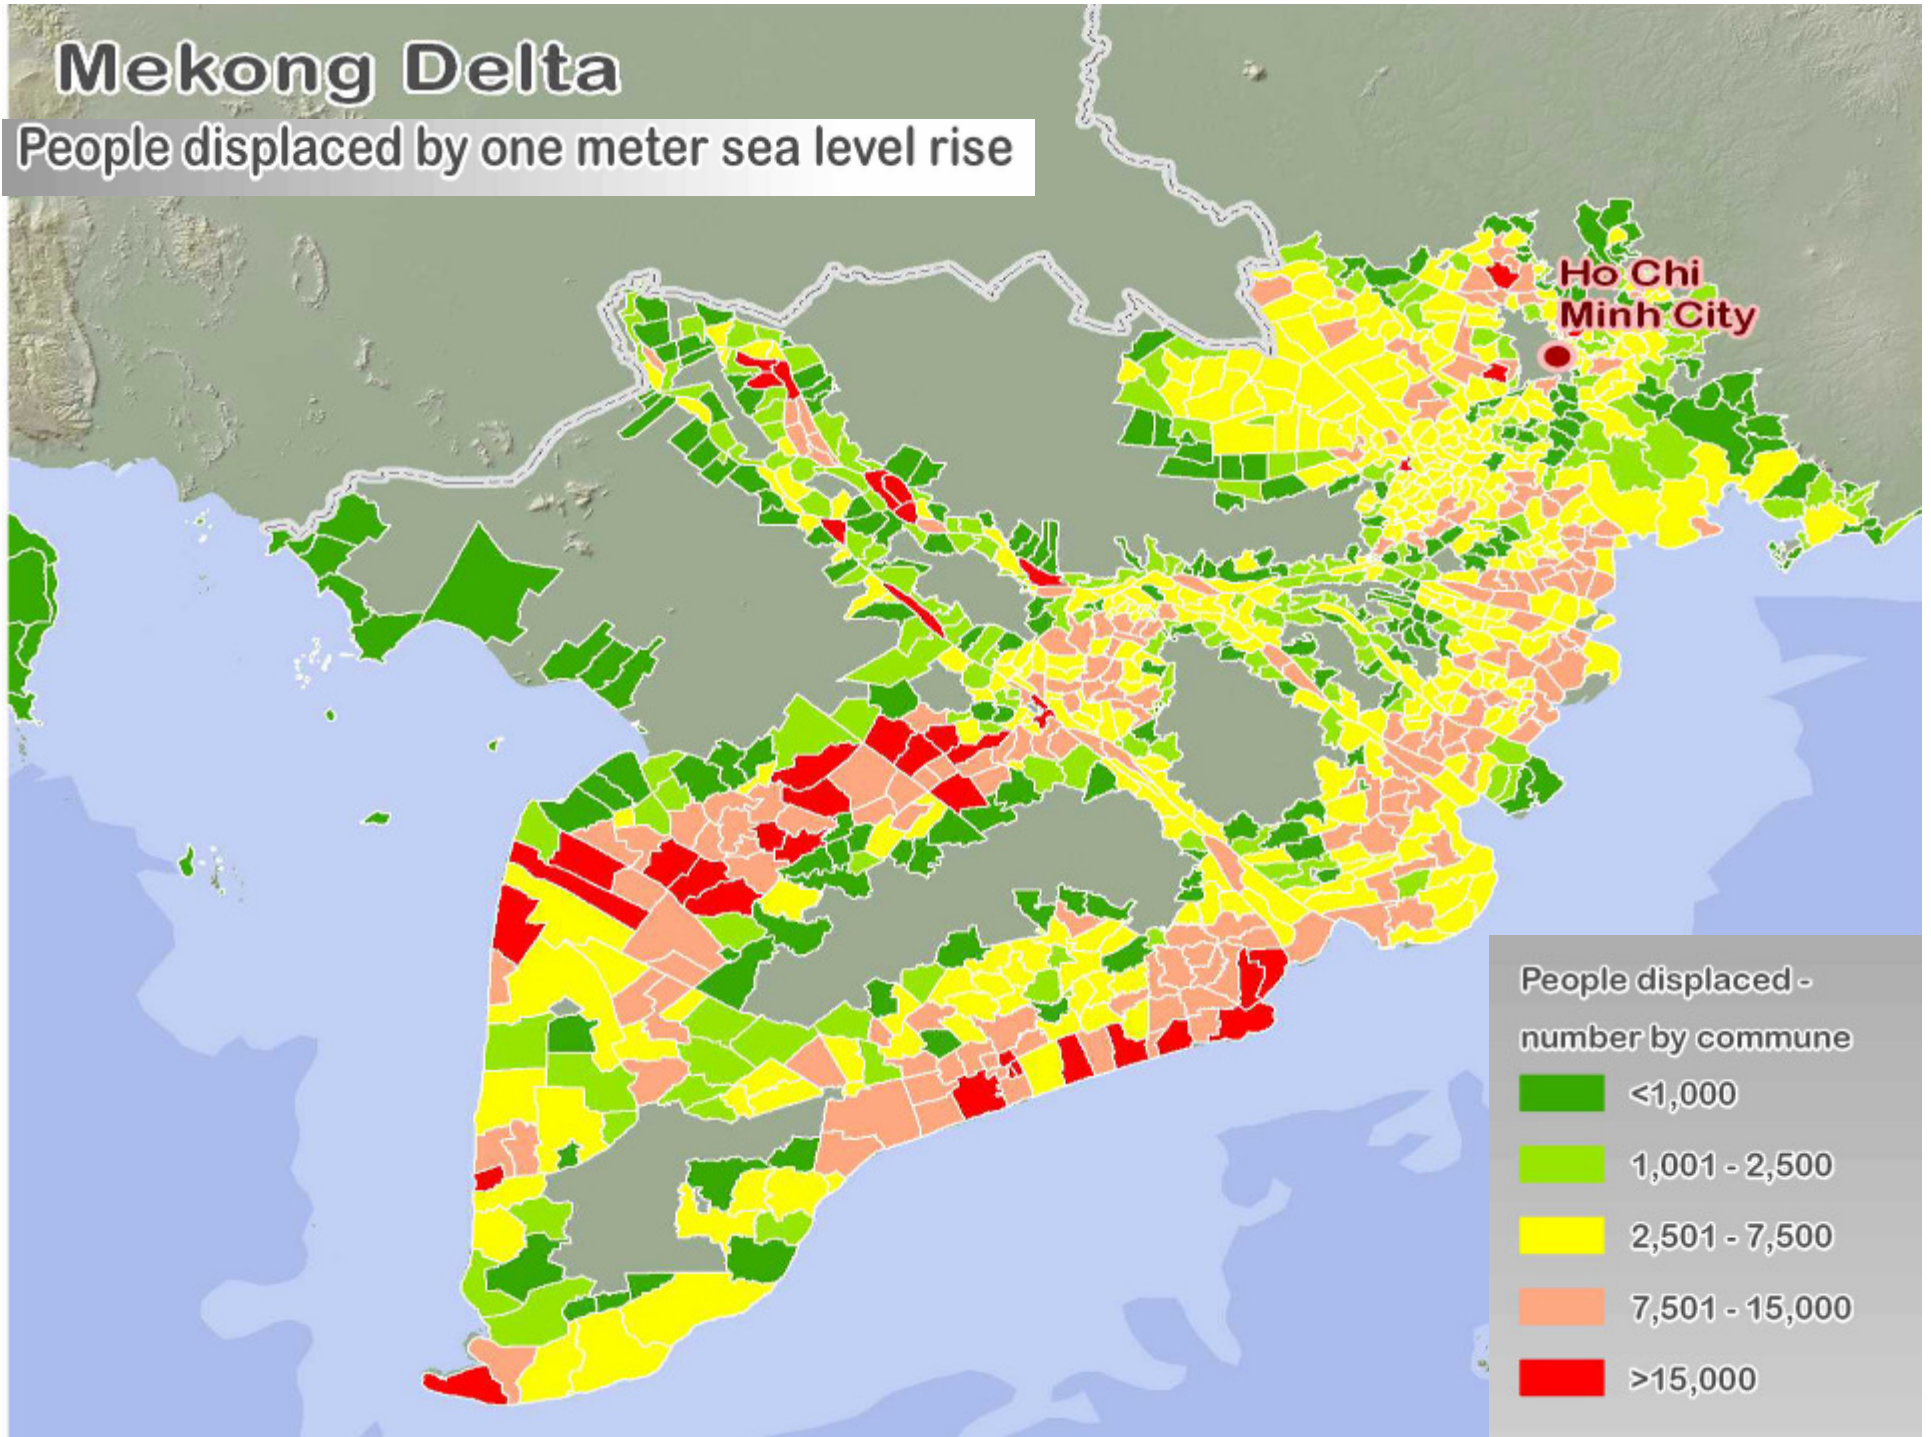 Mekong Delta
People displaced by one meter sea level rise
Ho Chi
Minh City
People displaced -
number by commune
<1,000
1,001 - 2,500
2,501 - 7,500
7,501 - 15,000
>15,000